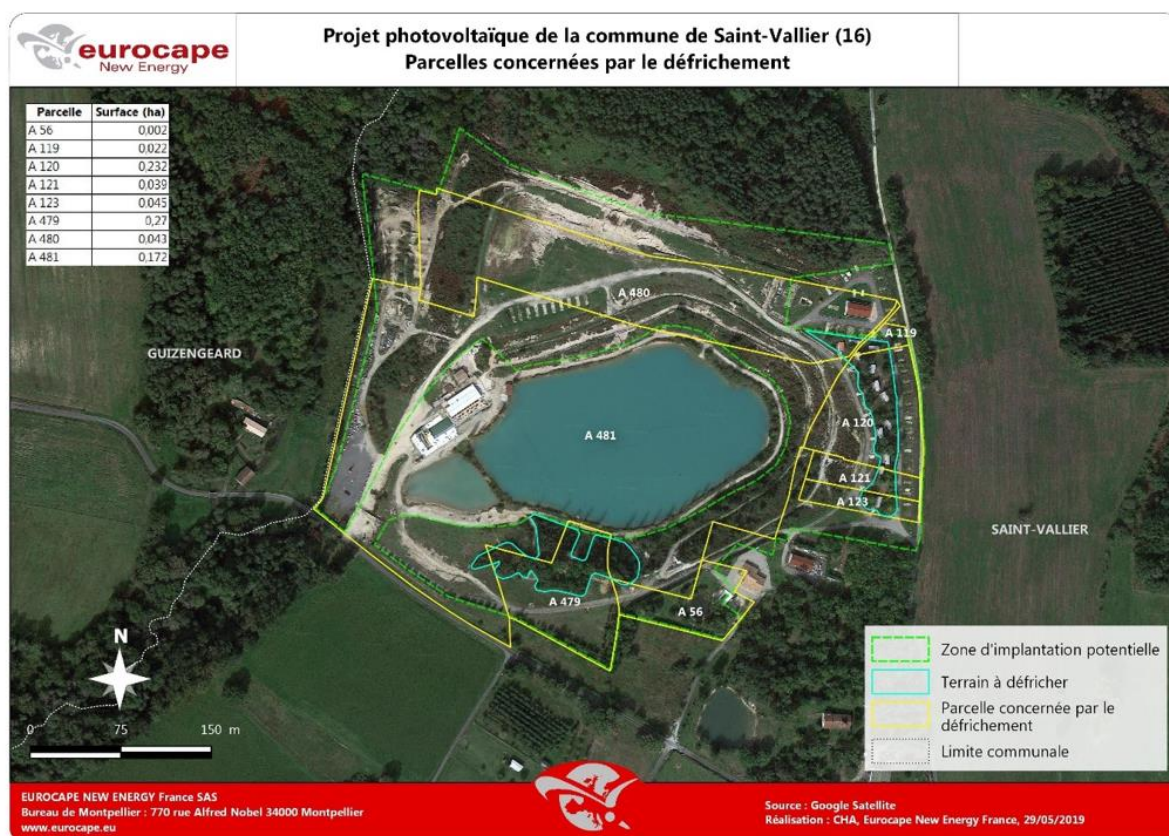 eurocape
New Energy
Projet photovoltaïque de la commune de Saint-Vallier (16)
Parcelles concernées par le défrichement
Parcelle Surface (ha)
A 56 0,002
A 119 0,022
A 120 0,232
A 121 0,039
A 123 0,045
A 479 0,27
A 480 0,043
A 481 0,172
A 480
A 119
GUIZENGEARD
A 120
A 481
A 121
A 123
SAINT-VALLIER
A 479
A 56
N
0 75 150 m
Zone d'implantation potentielle
Terrain à défricher
Parcelle concernée par le
défrichement
Limite communale
EUROCAPE NEW ENERGY France SAS
Bureau de Montpellier : 770 rue Alfred Nobel 34000 Montpellier
www.eurocape.eu
Source : Google Satellite
Réalisation : CHA, Eurocape New Energy France, 29/05/2019